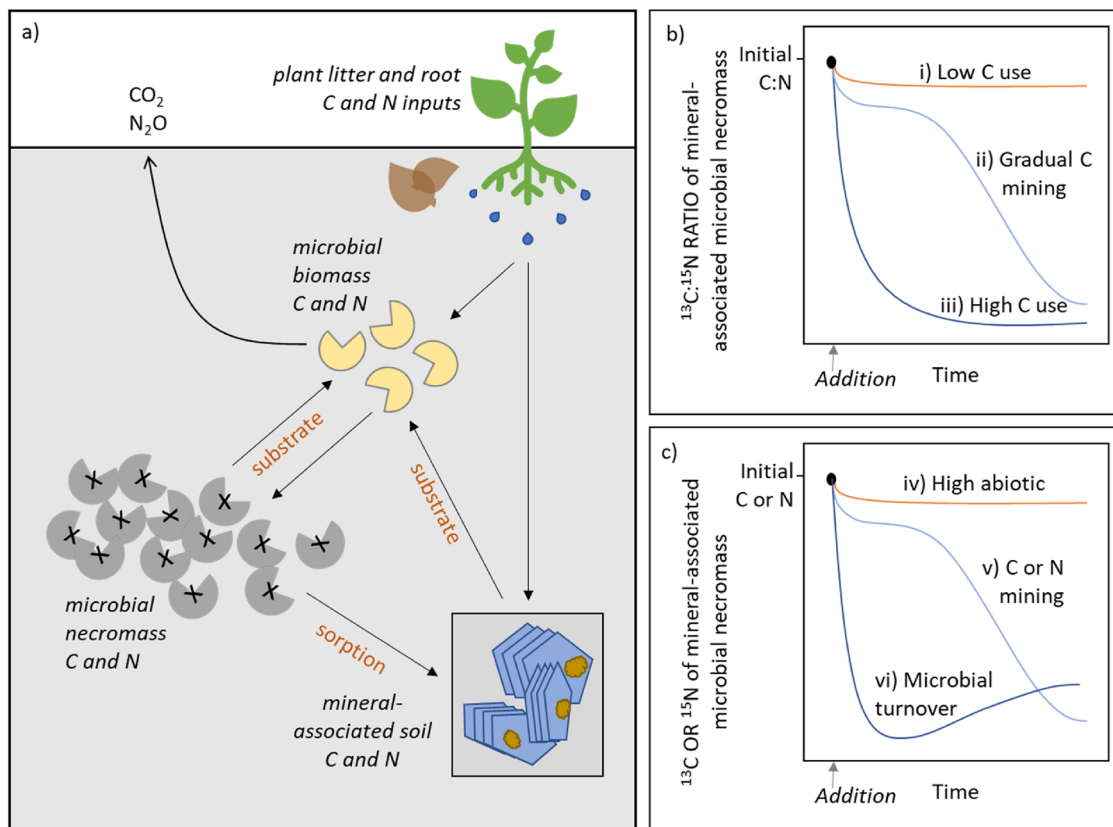 a)
plant litter and root
C and N inputs
CO₂
N₂O
microbial
biomass
C and N
substrate
substrate
microbial
necromass
C and N
sorption
mineral-
associated soil
C and N
b)
¹³C:¹⁵N RATIO of mineral-
associated microbial necromass
Initial
C:N
i) Low C use
ii) Gradual C
mining
iii) High C use
Addition
Time
c)
¹³C OR ¹⁵N of mineral-associated
microbial necromass
Initial
C or N
iv) High abiotic
v) C or N
mining
vi) Microbial
turnover
Addition
Time